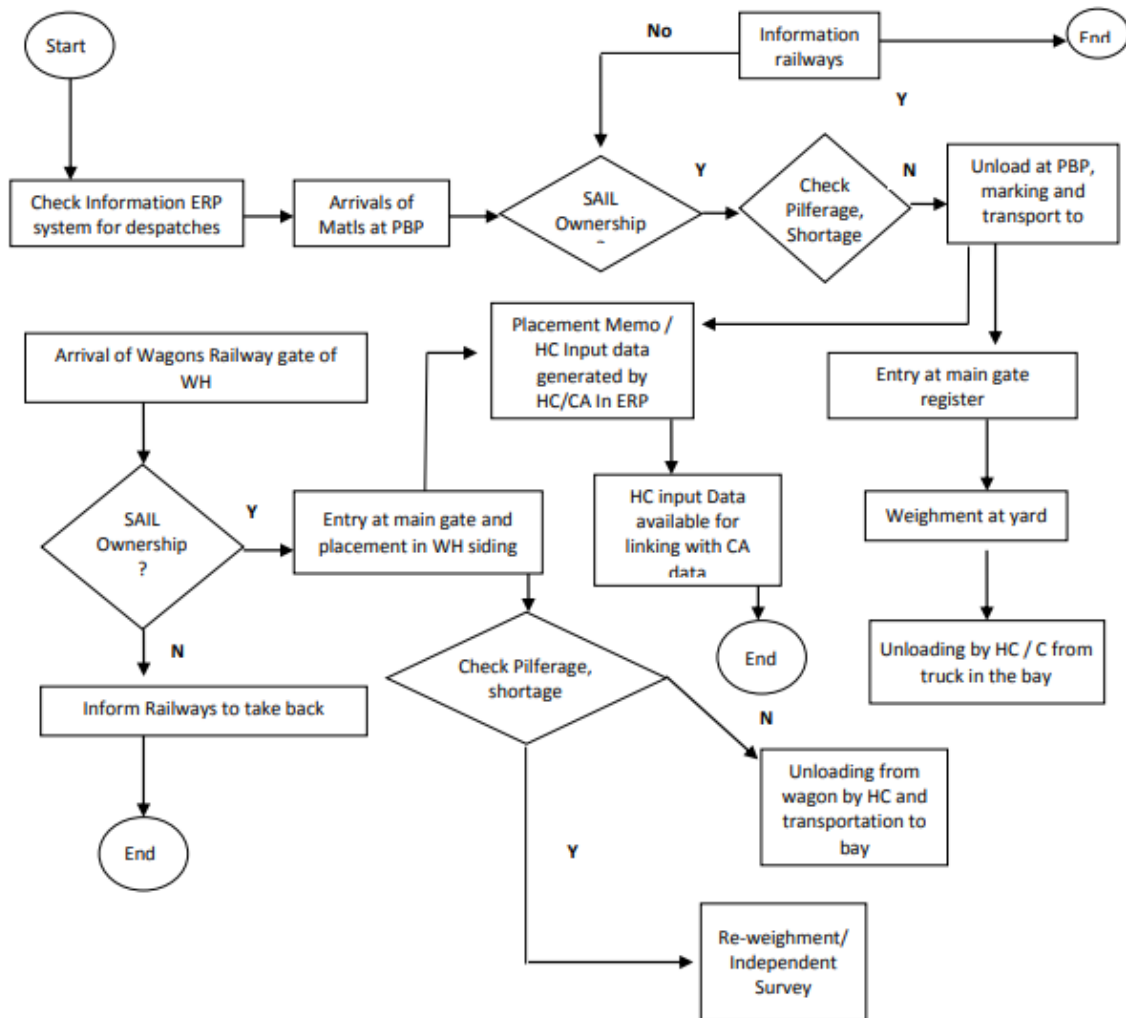 Start
No
Information
railways
End
Y
Check Information ERP
system for despatches
Arrivals of
Matls at PBP
SAIL
Ownership
Y
Check
Pilferage,
Shortage
N
Unload at PBP,
marking and
transport to
Placement Memo /
HC Input data
generated by
HC/CA In ERP
Arrival of Wagons Railway gate of
WH
Entry at main gate
register
SAIL
Ownership
?
Y
Entry at main gate and
placement in WH siding
HC input Data
available for
linking with CA
data
Weighment at yard
N
Check Pilferage,
shortage
End
Unloading by HC / C from
truck in the bay
Inform Railways to take back
N
Unloading from
wagon by HC and
transportation to
bay
End
Y
Re-weighment/
Independent
Survey